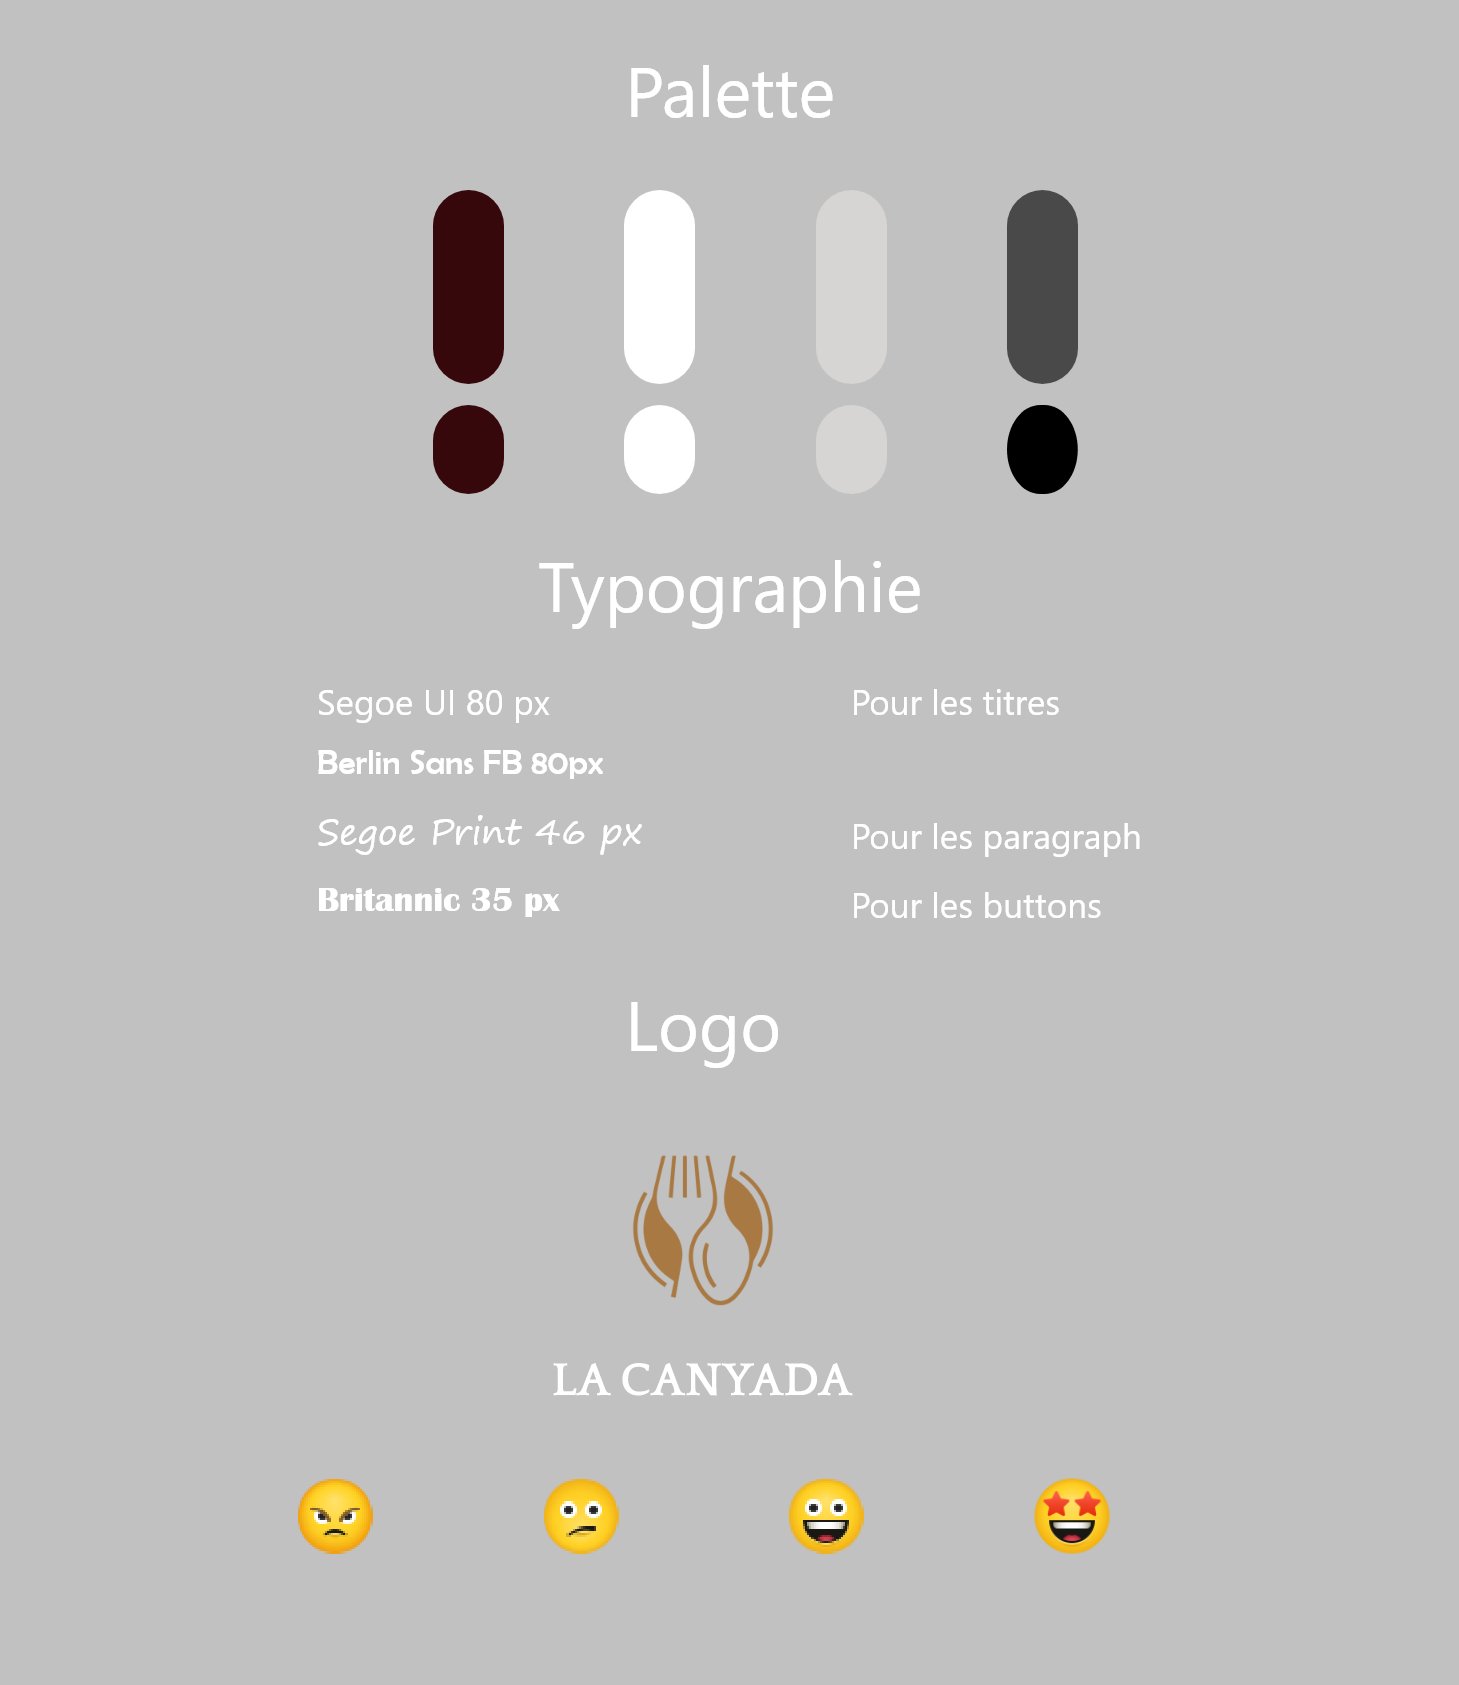 Palette
Typographie
Segoe UI 80 px
Pour les titres
Berlin Sans FB 80px
Segoe Print 46 px
Pour les paragraph
Britannic 35 px
Pour les buttons
Logo
LA CANYADA